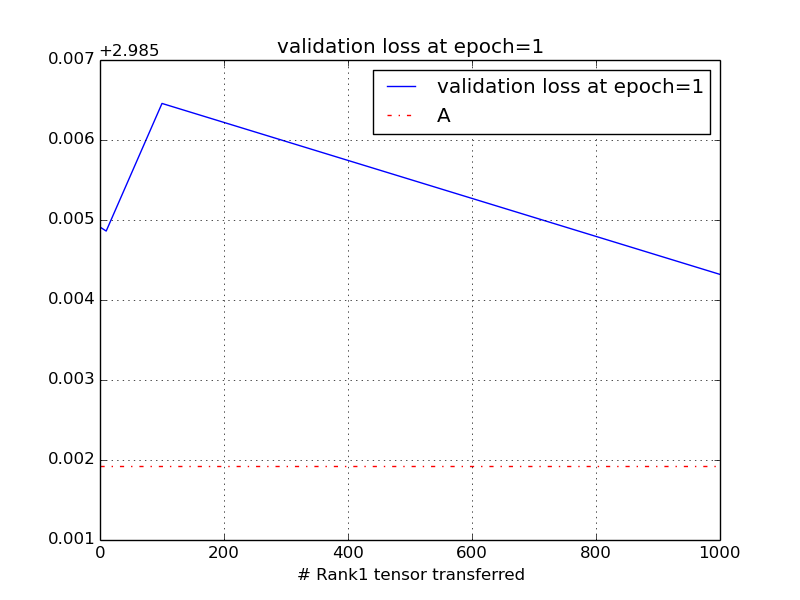 validation loss at epoch=1
+2.985
0.007
0.006
0.005
0.004
0.003
0.002
0.001
validation loss at epoch=1
A
0 200 400 600 800 1000
# Rank1 tensor transferred